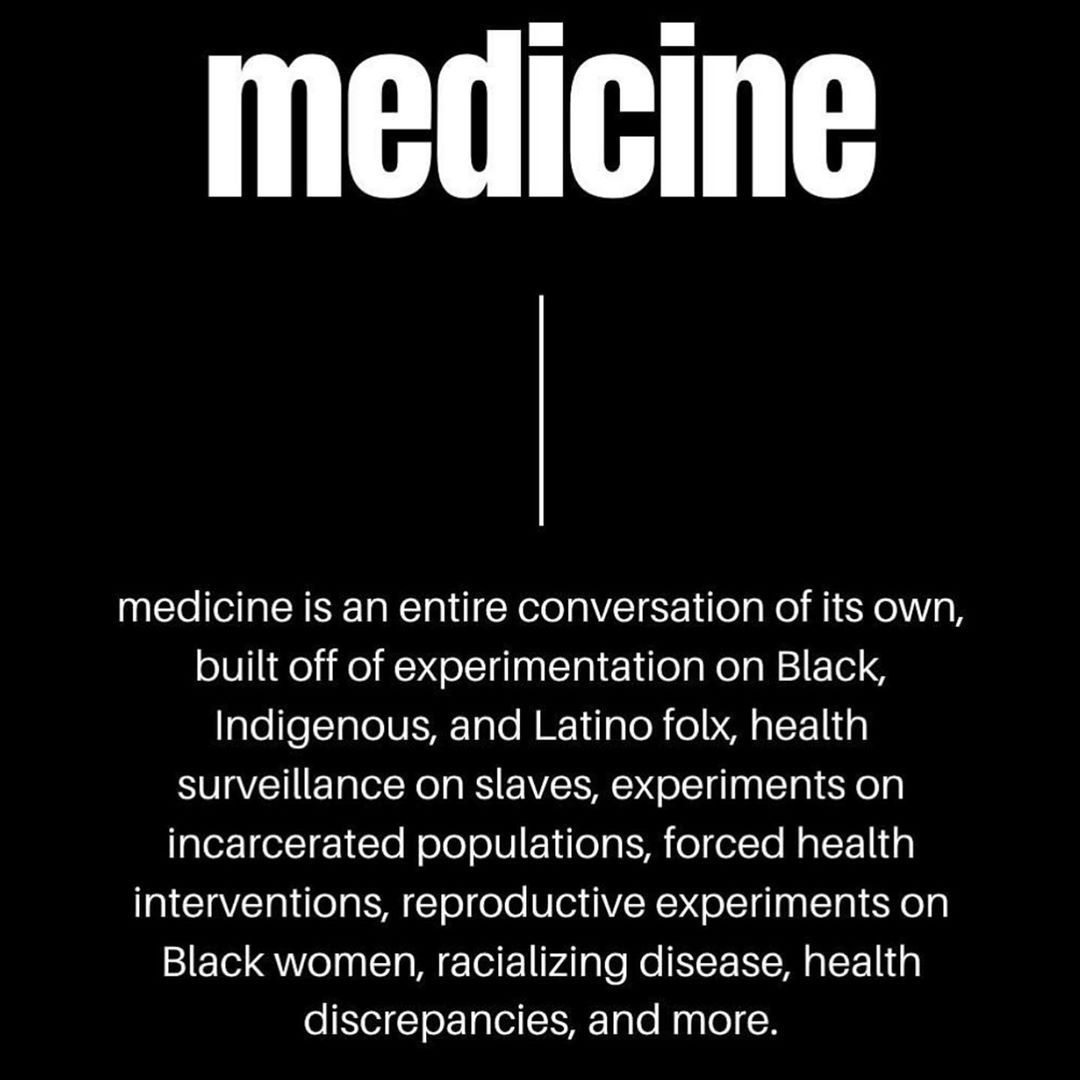 medicine
medicine is an entire conversation of its own,
built off of experimentation on Black,
Indigenous, and Latino folx, health
surveillance on slaves, experiments on
incarcerated populations, forced health
interventions, reproductive experiments on
Black women, racializing disease, health
discrepancies, and more.